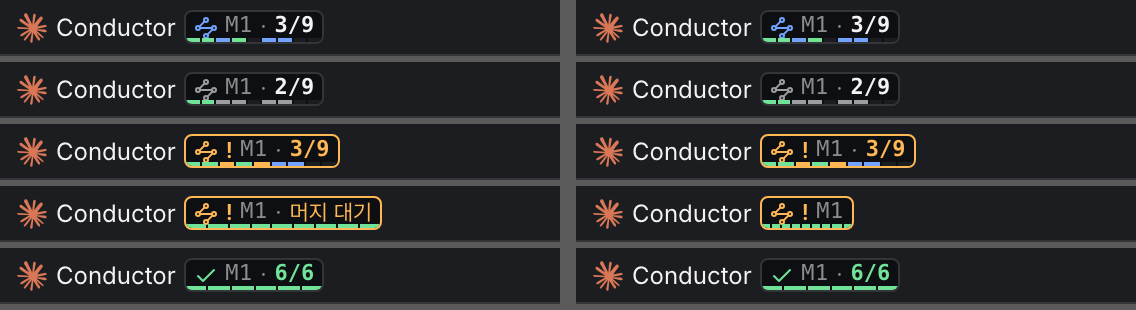 Conductor M1 · 3/9
Conductor M1 · 2/9
Conductor ! M1 · 3/9
Conductor ! M1 · 머지 대기
Conductor M1 · 6/6
Conductor M1 · 3/9
Conductor M1 · 2/9
Conductor ! M1 · 3/9
Conductor ! M1
Conductor M1 · 6/6